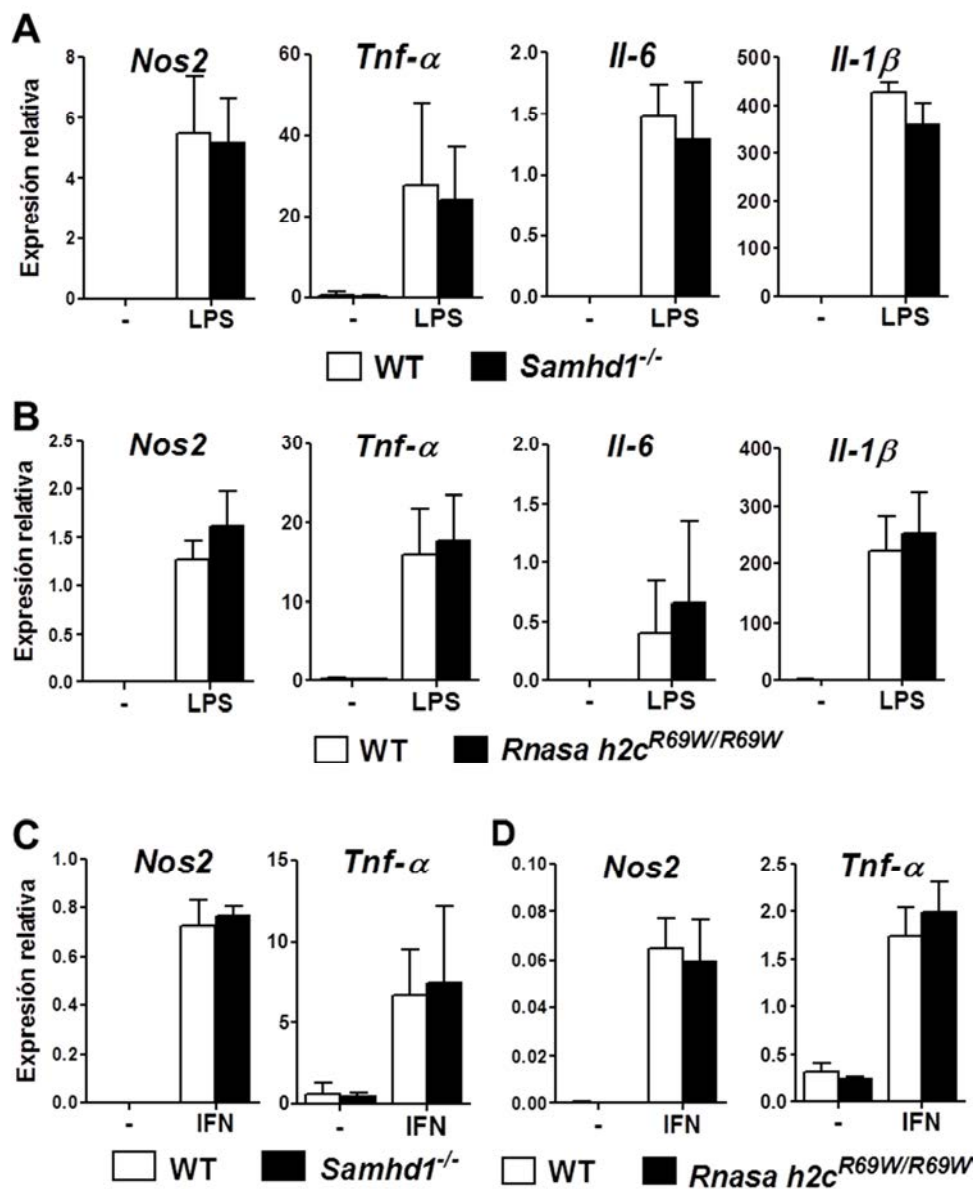 A
Nos2 Tnf-α Il-6 Il-1β
Expresión relativa
8 6 4 2 0
60 40 20 0
2.0 1.5 1.0 0.5 0.0
500 400 300 200 100 0
- LPS - LPS - LPS - LPS
WT Samhd1-/-
B
Nos2 Tnf-α Il-6 Il-1β
Expresión relativa
2.5 2.0 1.5 1.0 0.5 0.0
30 20 10 0
2.0 1.5 1.0 0.5 0.0
400 300 250 100 0
- LPS - LPS - LPS - LPS
WT Rnasa h2cR69W/R69W
C
Nos2 Tnf-α
Expresión relativa
1.0 0.8 0.6 0.4 0.2 0.0
15 10 5 0
- IFN - IFN
WT Samhd1-/-
D
Nos2 Tnf-α
0.10 0.08 0.06 0.04 0.02 0.00
2.5 2.0 1.5 1.0 0.5 0.0
- IFN - IFN
WT Rnasa h2cR69W/R69W